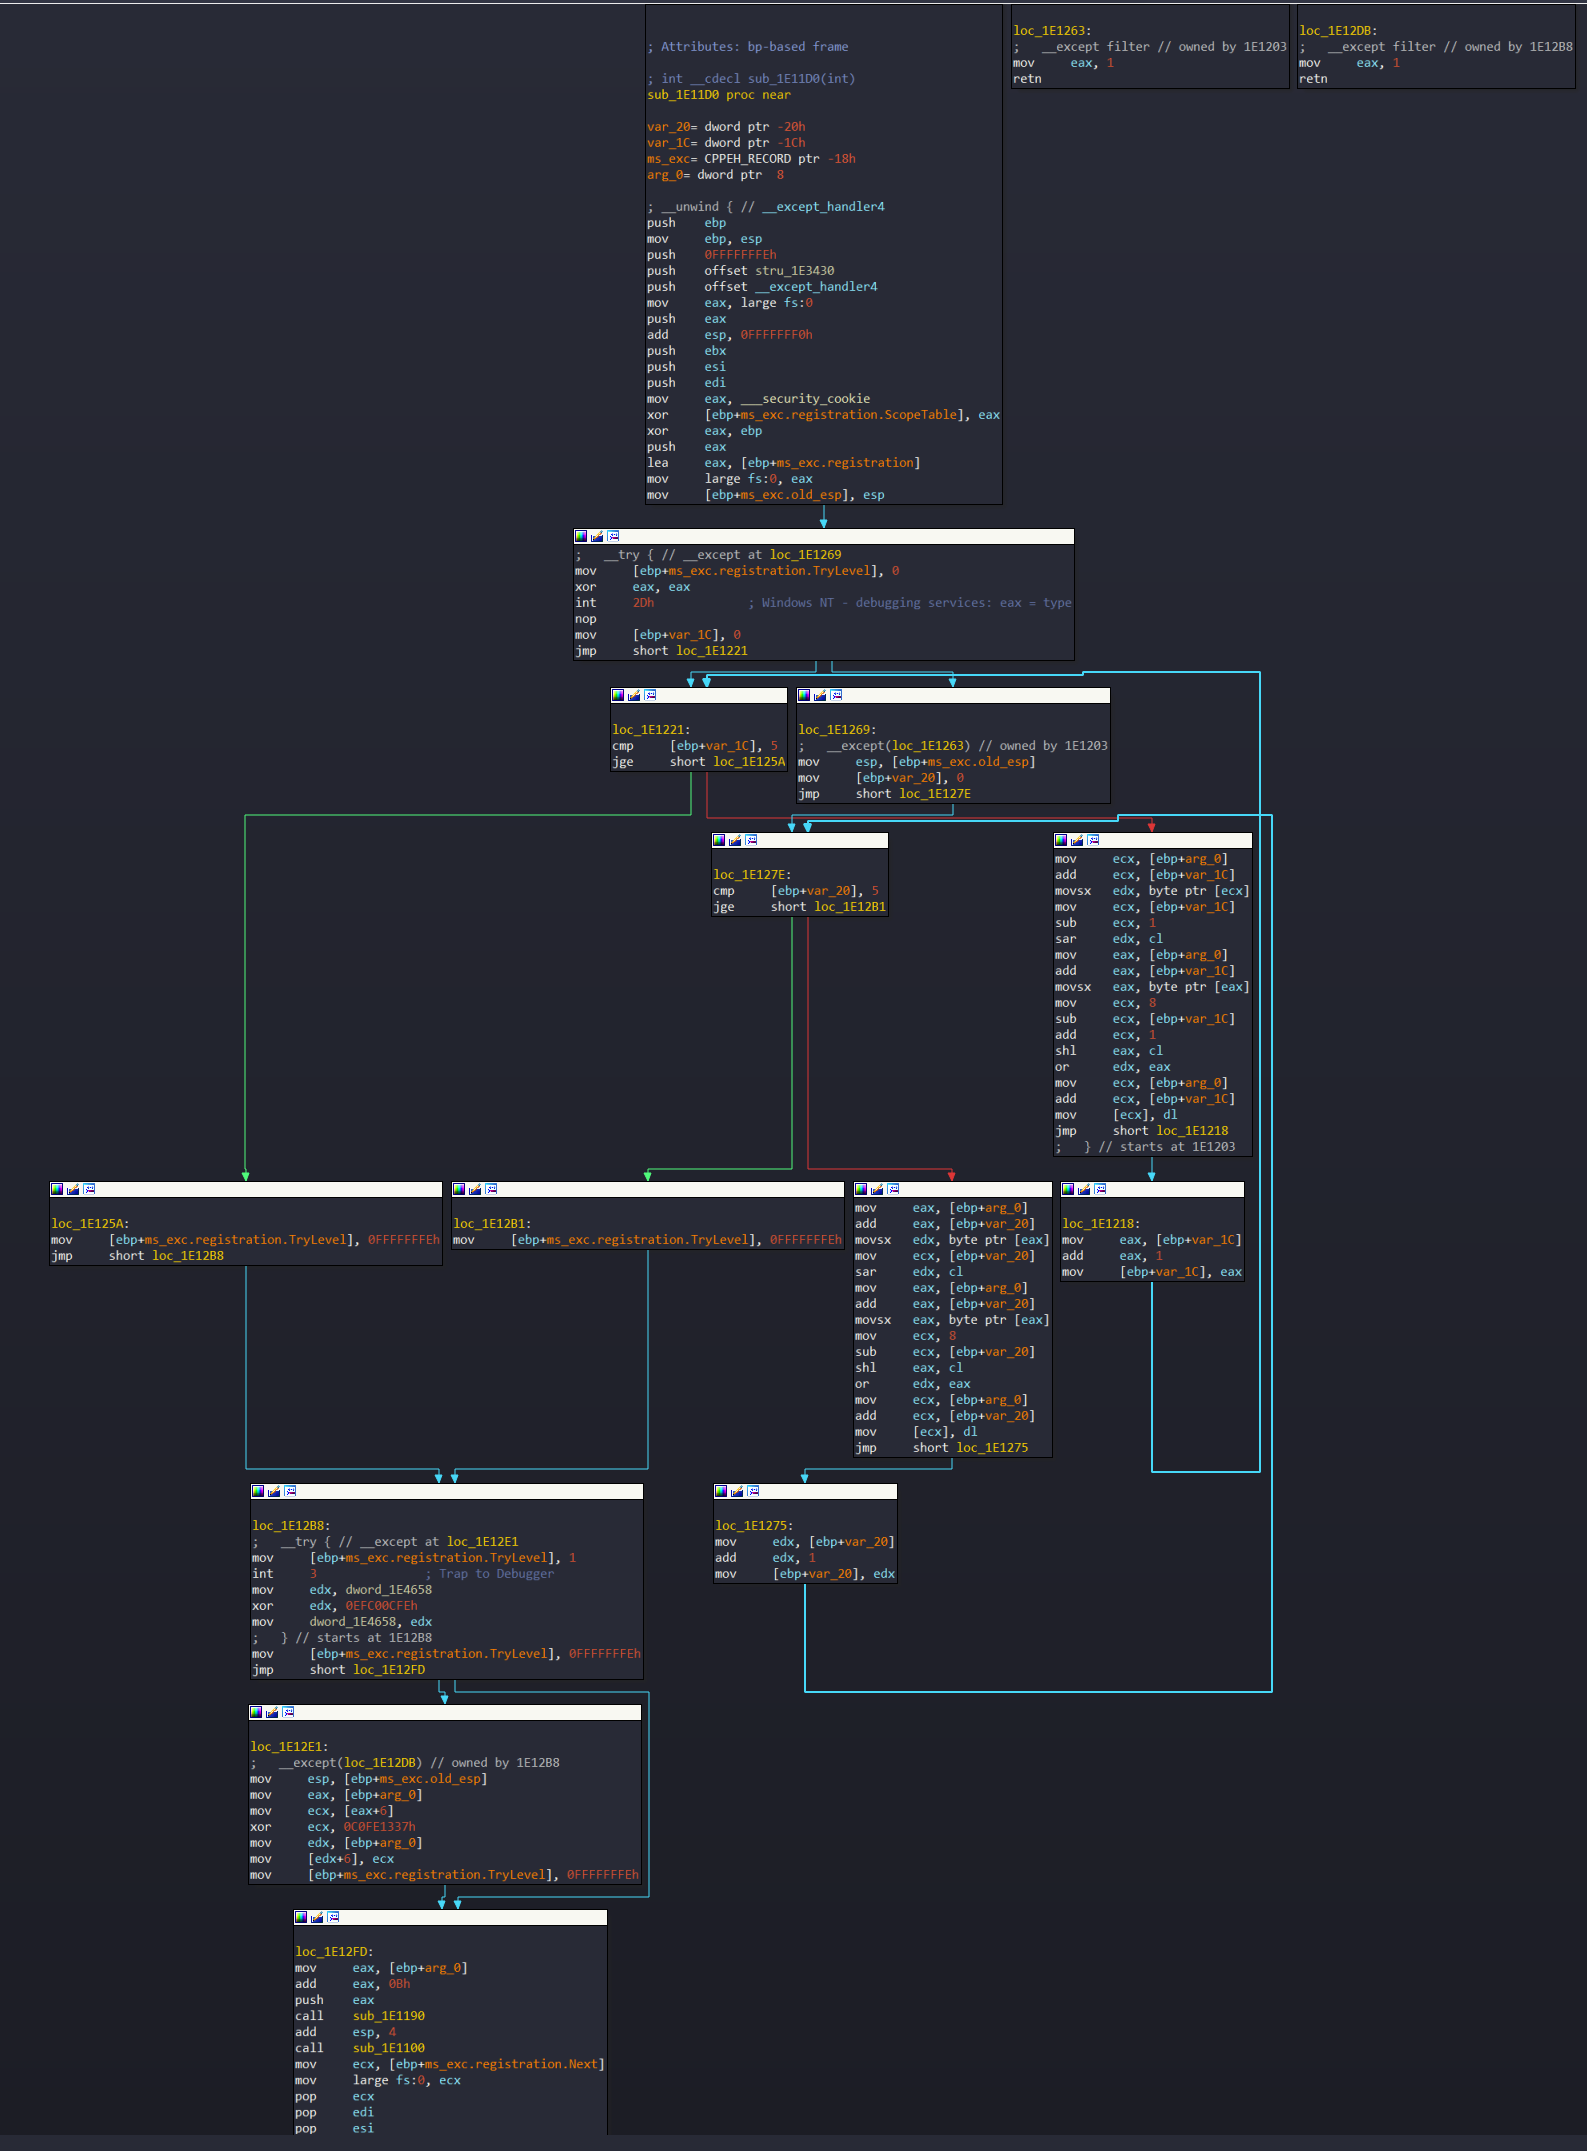 ; Attributes: bp-based frame
; int __cdecl sub_1E11D0(int)
sub_1E11D0 proc near
var_20= dword ptr -20h
var_1C= dword ptr -1Ch
ms_exc= CPPEH_RECORD ptr -18h
arg_0= dword ptr  8
; __unwind { // __except_handler4
push    ebp
mov     ebp, esp
push    0FFFFFFFEh
push    offset stru_1E3430
push    offset __except_handler4
mov     eax, large fs:0
push    eax
add     esp, 0FFFFFFF0h
push    ebx
push    esi
push    edi
mov     eax, ___security_cookie
xor     [ebp+ms_exc.registration.ScopeTable], eax
xor     eax, ebp
push    eax
lea     eax, [ebp+ms_exc.registration]
mov     large fs:0, eax
mov     [ebp+ms_exc.old_esp], esp
loc_1E1263:
;   __except filter // owned by 1E1203
mov     eax, 1
retn
loc_1E12DB:
;   __except filter // owned by 1E12B8
mov     eax, 1
retn
;   __try { // __except at loc_1E1269
mov     [ebp+ms_exc.registration.TryLevel], 0
xor     eax, eax
int     2Dh             ; Windows NT - debugging services: eax = type
nop
mov     [ebp+var_1C], 0
jmp     short loc_1E1221
loc_1E1221:
cmp     [ebp+var_1C], 5
jge     short loc_1E125A
loc_1E1269:
;   __except(loc_1E1263) // owned by 1E1203
mov     esp, [ebp+ms_exc.old_esp]
mov     [ebp+var_20], 0
jmp     short loc_1E127E
loc_1E127E:
cmp     [ebp+var_20], 5
jge     short loc_1E12B1
mov     ecx, [ebp+arg_0]
add     ecx, [ebp+var_1C]
movsx   edx, byte ptr [ecx]
mov     ecx, [ebp+var_1C]
sub     ecx, 1
sar     edx, cl
mov     eax, [ebp+arg_0]
add     eax, [ebp+var_1C]
movsx   eax, byte ptr [eax]
mov     ecx, 8
sub     ecx, [ebp+var_1C]
add     ecx, 1
shl     eax, cl
or      edx, eax
mov     ecx, [ebp+arg_0]
add     ecx, [ebp+var_1C]
mov     [ecx], dl
jmp     short loc_1E1218
;   } // starts at 1E1203
loc_1E125A:
mov     [ebp+ms_exc.registration.TryLevel], 0FFFFFFFEh
jmp     short loc_1E12B8
loc_1E12B1:
mov     [ebp+ms_exc.registration.TryLevel], 0FFFFFFFEh
mov     eax, [ebp+arg_0]
add     eax, [ebp+var_20]
movsx   edx, byte ptr [eax]
mov     ecx, [ebp+var_20]
sar     edx, cl
mov     eax, [ebp+arg_0]
add     eax, [ebp+var_20]
movsx   eax, byte ptr [eax]
mov     ecx, 8
sub     ecx, [ebp+var_20]
shl     eax, cl
or      edx, eax
mov     ecx, [ebp+arg_0]
add     ecx, [ebp+var_20]
mov     [ecx], dl
jmp     short loc_1E1275
loc_1E1218:
mov     eax, [ebp+var_1C]
add     eax, 1
mov     [ebp+var_1C], eax
loc_1E12B8:
;   __try { // __except at loc_1E12E1
mov     [ebp+ms_exc.registration.TryLevel], 1
int     3               ; Trap to Debugger
mov     edx, dword_1E4658
xor     edx, 0EFC00CFEh
mov     dword_1E4658, edx
;   } // starts at 1E12B8
mov     [ebp+ms_exc.registration.TryLevel], 0FFFFFFFEh
jmp     short loc_1E12FD
loc_1E1275:
mov     edx, [ebp+var_20]
add     edx, 1
mov     [ebp+var_20], edx
loc_1E12E1:
;   __except(loc_1E12DB) // owned by 1E12B8
mov     esp, [ebp+ms_exc.old_esp]
mov     eax, [ebp+arg_0]
mov     ecx, [eax+6]
xor     ecx, 0C0FE1337h
mov     edx, [ebp+arg_0]
mov     [edx+6], ecx
mov     [ebp+ms_exc.registration.TryLevel], 0FFFFFFFEh
loc_1E12FD:
mov     eax, [ebp+arg_0]
add     eax, 0Bh
push    eax
call    sub_1E1190
add     esp, 4
call    sub_1E1100
mov     ecx, [ebp+ms_exc.registration.Next]
mov     large fs:0, ecx
pop     ecx
pop     edi
pop     esi